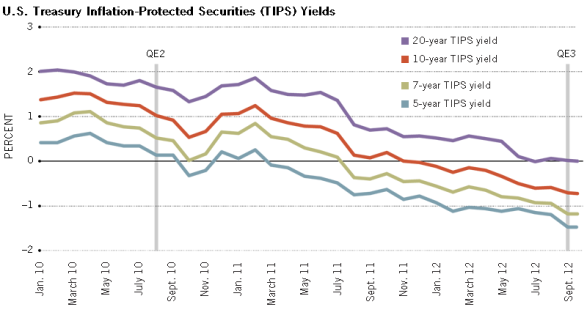 U.S. Treasury Inflation-Protected Securities (TIPS) Yields
3
2
1
0
−1
−2
PERCENT
QE2
QE3
20-year TIPS yield
10-year TIPS yield
7-year TIPS yield
5-year TIPS yield
Jan. 10
March 10
May 10
July 10
Sept. 10
Nov. 10
Jan. 11
March 11
May 11
July 11
Sept. 11
Nov. 11
Jan. 12
March 12
May 12
July 12
Sept. 12